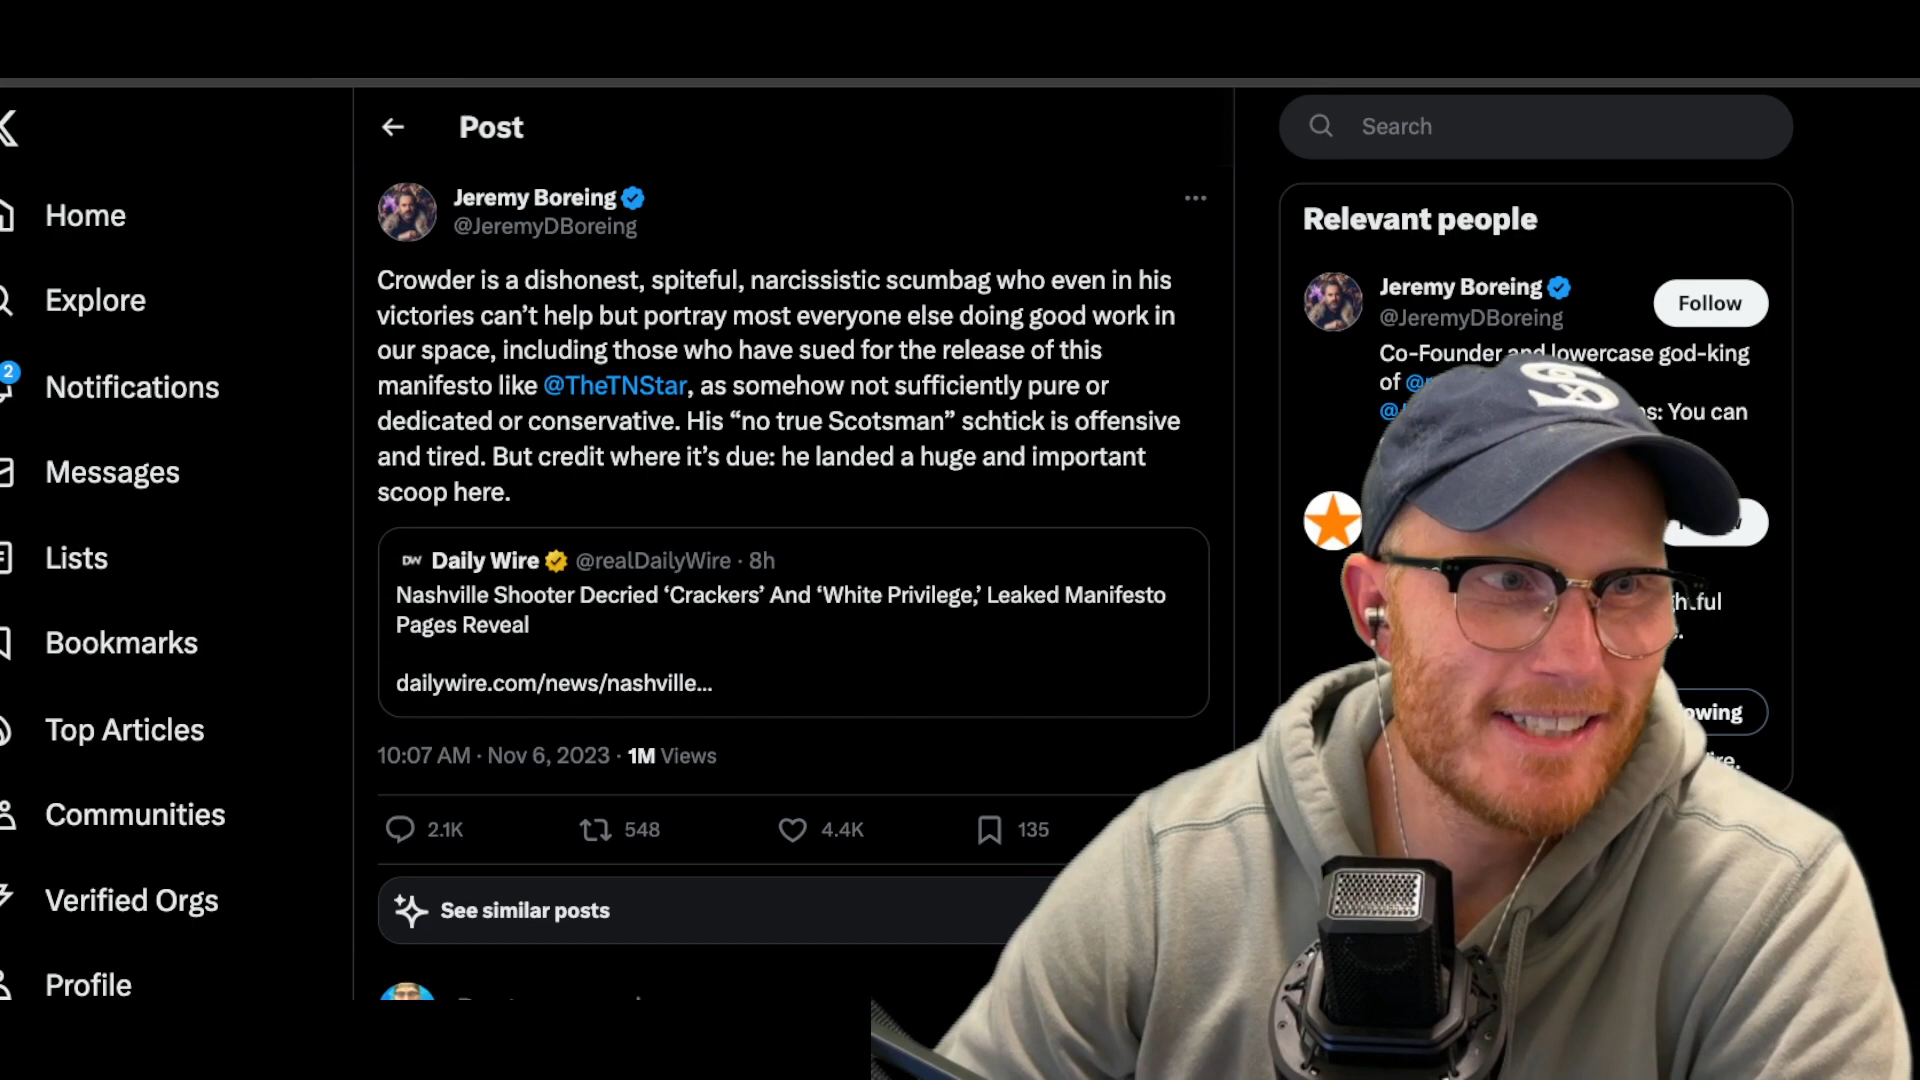 Post
Search
Home
Explore
2
Notifications
Messages
Lists
Bookmarks
Top Articles
Communities
Verified Orgs
Profile
Jeremy Boreing
@JeremyDBoreing
Crowder is a dishonest, spiteful, narcissistic scumbag who even in his
victories can’t help but portray most everyone else doing good work in
our space, including those who have sued for the release of this
manifesto like @TheTNStar, as somehow not sufficiently pure or
dedicated or conservative. His “no true Scotsman” schtick is offensive
and tired. But credit where it’s due: he landed a huge and important
scoop here.
DW Daily Wire @realDailyWire · 8h
Nashville Shooter Decried ‘Crackers’ And ‘White Privilege,’ Leaked Manifesto
Pages Reveal
dailywire.com/news/nashville...
10:07 AM · Nov 6, 2023 · 1M Views
2.1K 548 4.4K 135
See similar posts
Relevant people
Jeremy Boreing
@JeremyDBoreing
Follow
Co-Founder and lowercase god-king
of @
You can